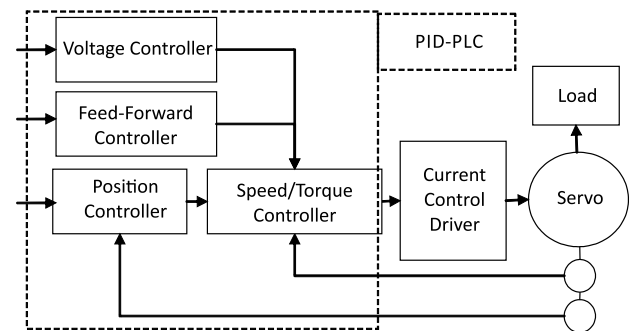 Voltage Controller
PID-PLC
Feed-Forward
Controller
Load
Position
Controller
Speed/Torque
Controller
Current
Control
Driver
Servo